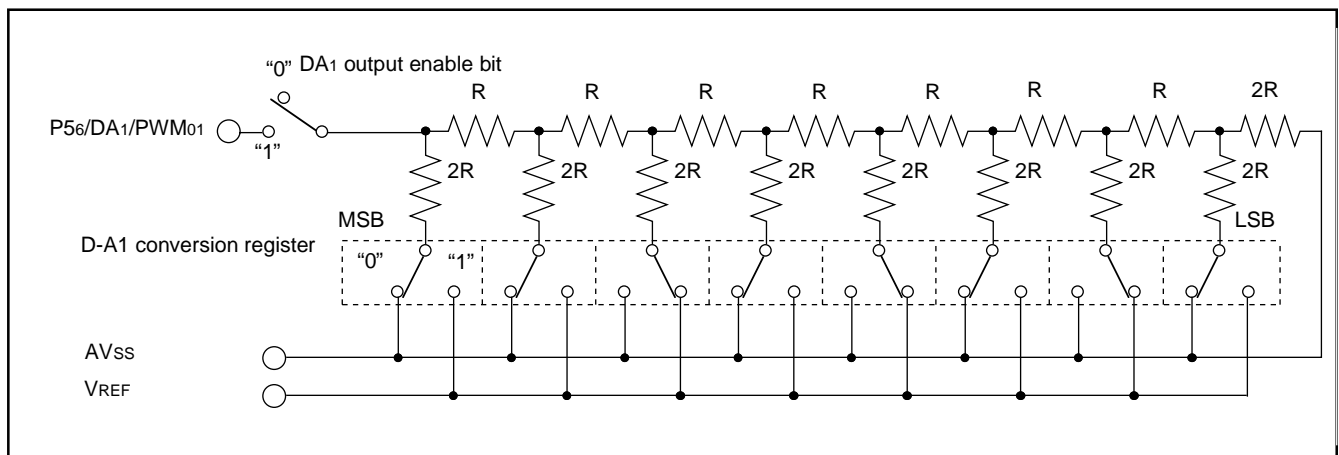 “0” DA1 output enable bit
R R R R R R R 2R
P56/DA1/PWM01
“1”
2R 2R 2R 2R 2R 2R 2R 2R
MSB LSB
D-A1 conversion register
“0” “1”
AVSS
VREF